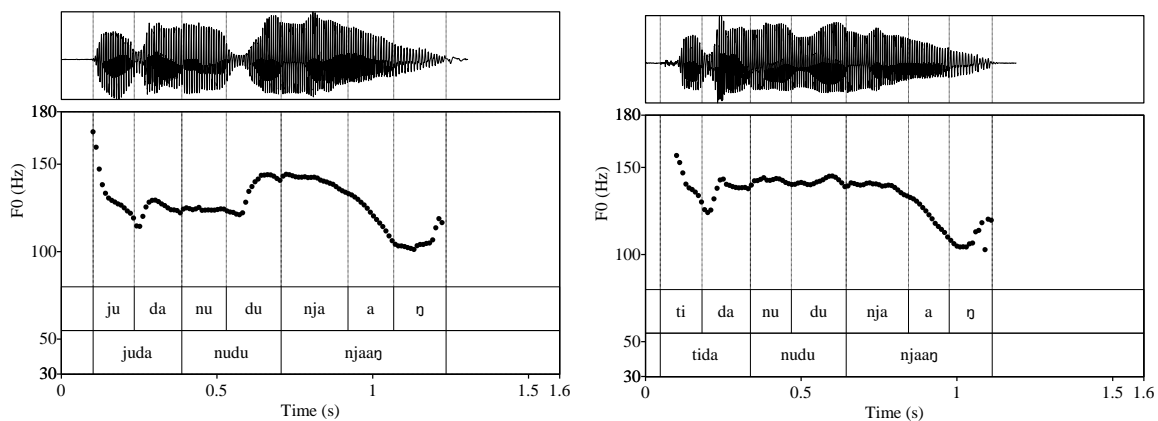 180
150
100
F0 (Hz)
ju da nu du nja a ŋ
50
juda nudu njaaŋ
30
0 0.5 1 1.5 1.6
Time (s)
180
150
100
F0 (Hz)
ti da nu du nja a ŋ
50
tida nudu njaaŋ
30
0 0.5 1 1.5 1.6
Time (s)